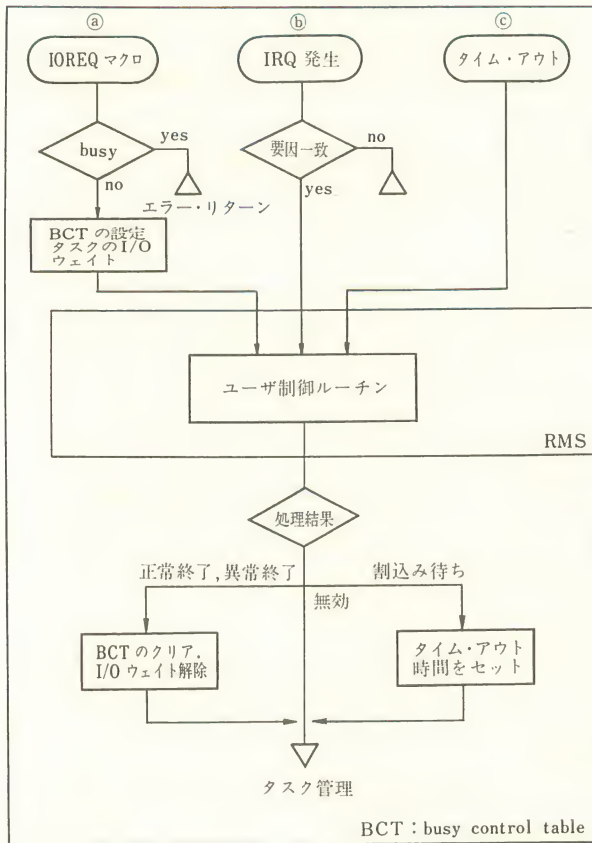 ⓐ
ⓑ
ⓒ
IOREQ マクロ
IRQ 発生
タイム・アウト
busy
yes
no
エラー・リターン
要因一致
no
yes
BCT の設定
タスクのI/O
ウェイト
ユーザ制御ルーチン
RMS
処理結果
正常終了,異常終了
割込み待ち
無効
BCT のクリア.
I/O ウェイト解除
タイム・アウト
時間をセット
タスク管理
BCT：busy control table